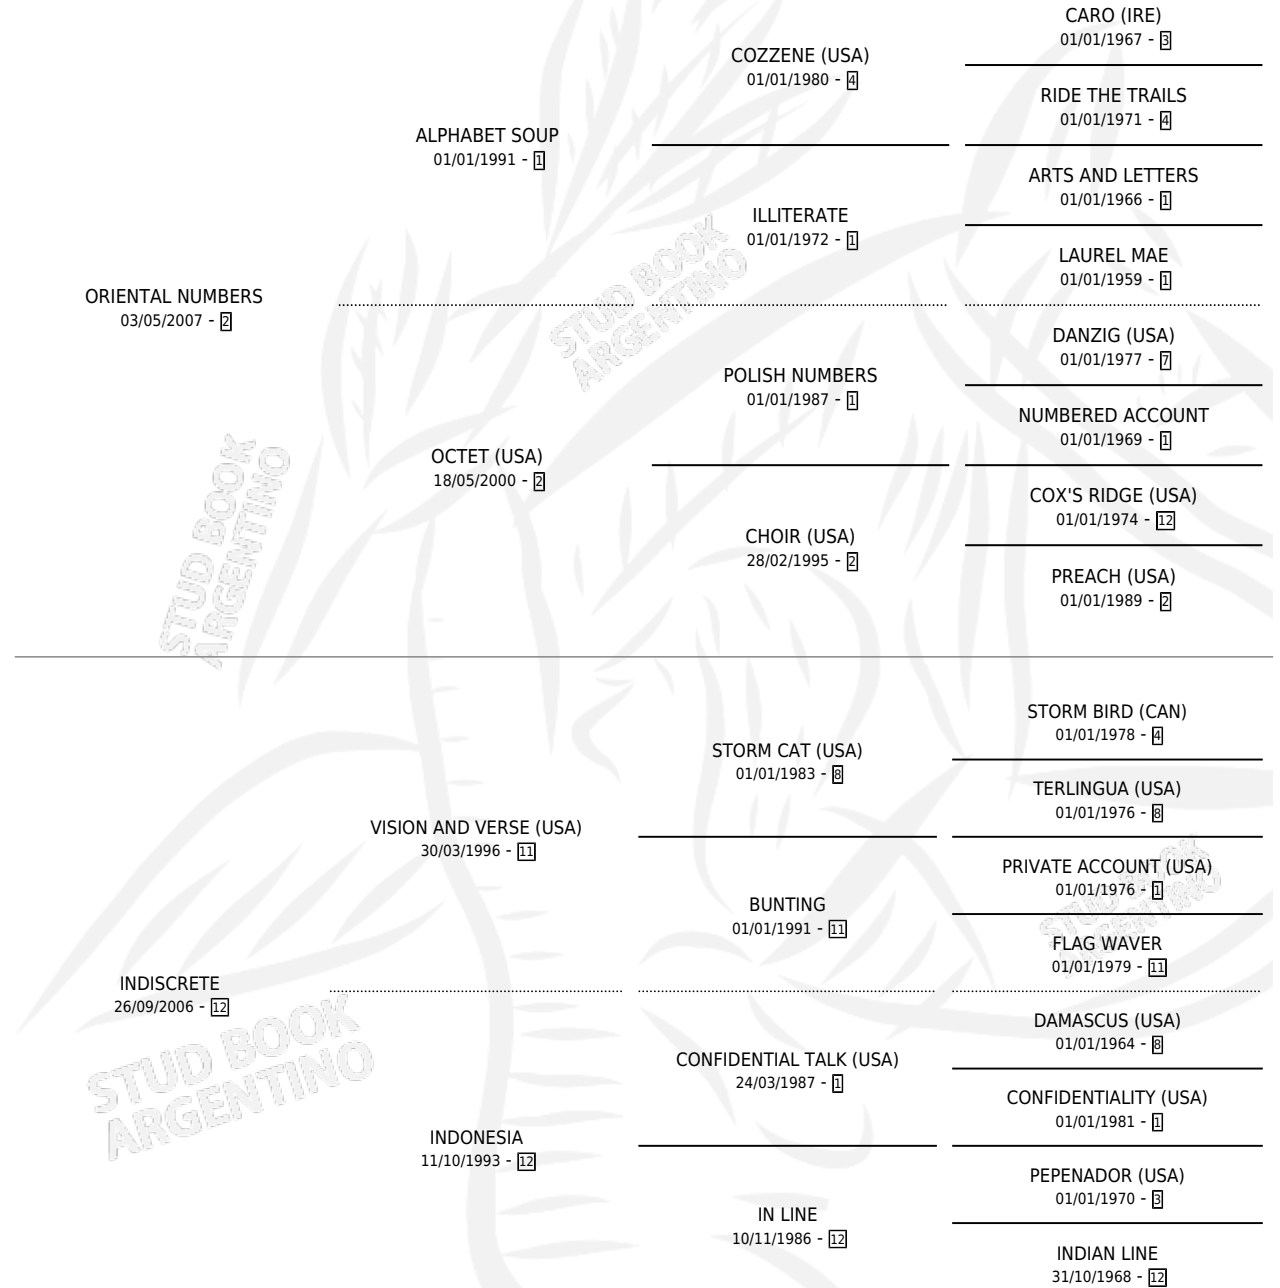 CARO (IRE)
01/01/1967 - 3
COZZENE (USA)
01/01/1980 - 4
RIDE THE TRAILS
01/01/1971 - 4
ALPHABET SOUP
01/01/1991 - 1
ARTS AND LETTERS
01/01/1966 - 1
ILLITERATE
01/01/1972 - 1
LAUREL MAE
01/01/1959 - 1
ORIENTAL NUMBERS
03/05/2007 - 2
DANZIG (USA)
01/01/1977 - 7
POLISH NUMBERS
01/01/1987 - 1
NUMBERED ACCOUNT
01/01/1969 - 1
OCTET (USA)
18/05/2000 - 2
COX'S RIDGE (USA)
01/01/1974 - 12
CHOIR (USA)
28/02/1995 - 2
PREACH (USA)
01/01/1989 - 2
STORM BIRD (CAN)
01/01/1978 - 4
STORM CAT (USA)
01/01/1983 - 8
TERLINGUA (USA)
01/01/1976 - 8
VISION AND VERSE (USA)
30/03/1996 - 11
PRIVATE ACCOUNT (USA)
01/01/1976 - 1
BUNTING
01/01/1991 - 11
FLAG WAVER
01/01/1979 - 11
INDISCRETE
26/09/2006 - 12
DAMASCUS (USA)
01/01/1964 - 8
CONFIDENTIAL TALK (USA)
24/03/1987 - 1
CONFIDENTIALITY (USA)
01/01/1981 - 1
INDONESIA
11/10/1993 - 12
PEPENADOR (USA)
01/01/1970 - 3
IN LINE
10/11/1986 - 12
INDIAN LINE
31/10/1968 - 12
STUD BOOK
ARGENTINO
STUD BOOK
ARGENTINO
STUD BOOK
ARGENTINO
STUD BOOK
ARGENTINO